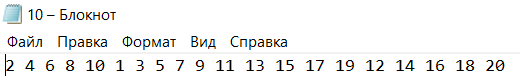 10 – Блокнот
Файл Правка Формат Вид Справка
2 4 6 8 10 1 3 5 7 9 11 13 15 17 19 12 14 16 18 20